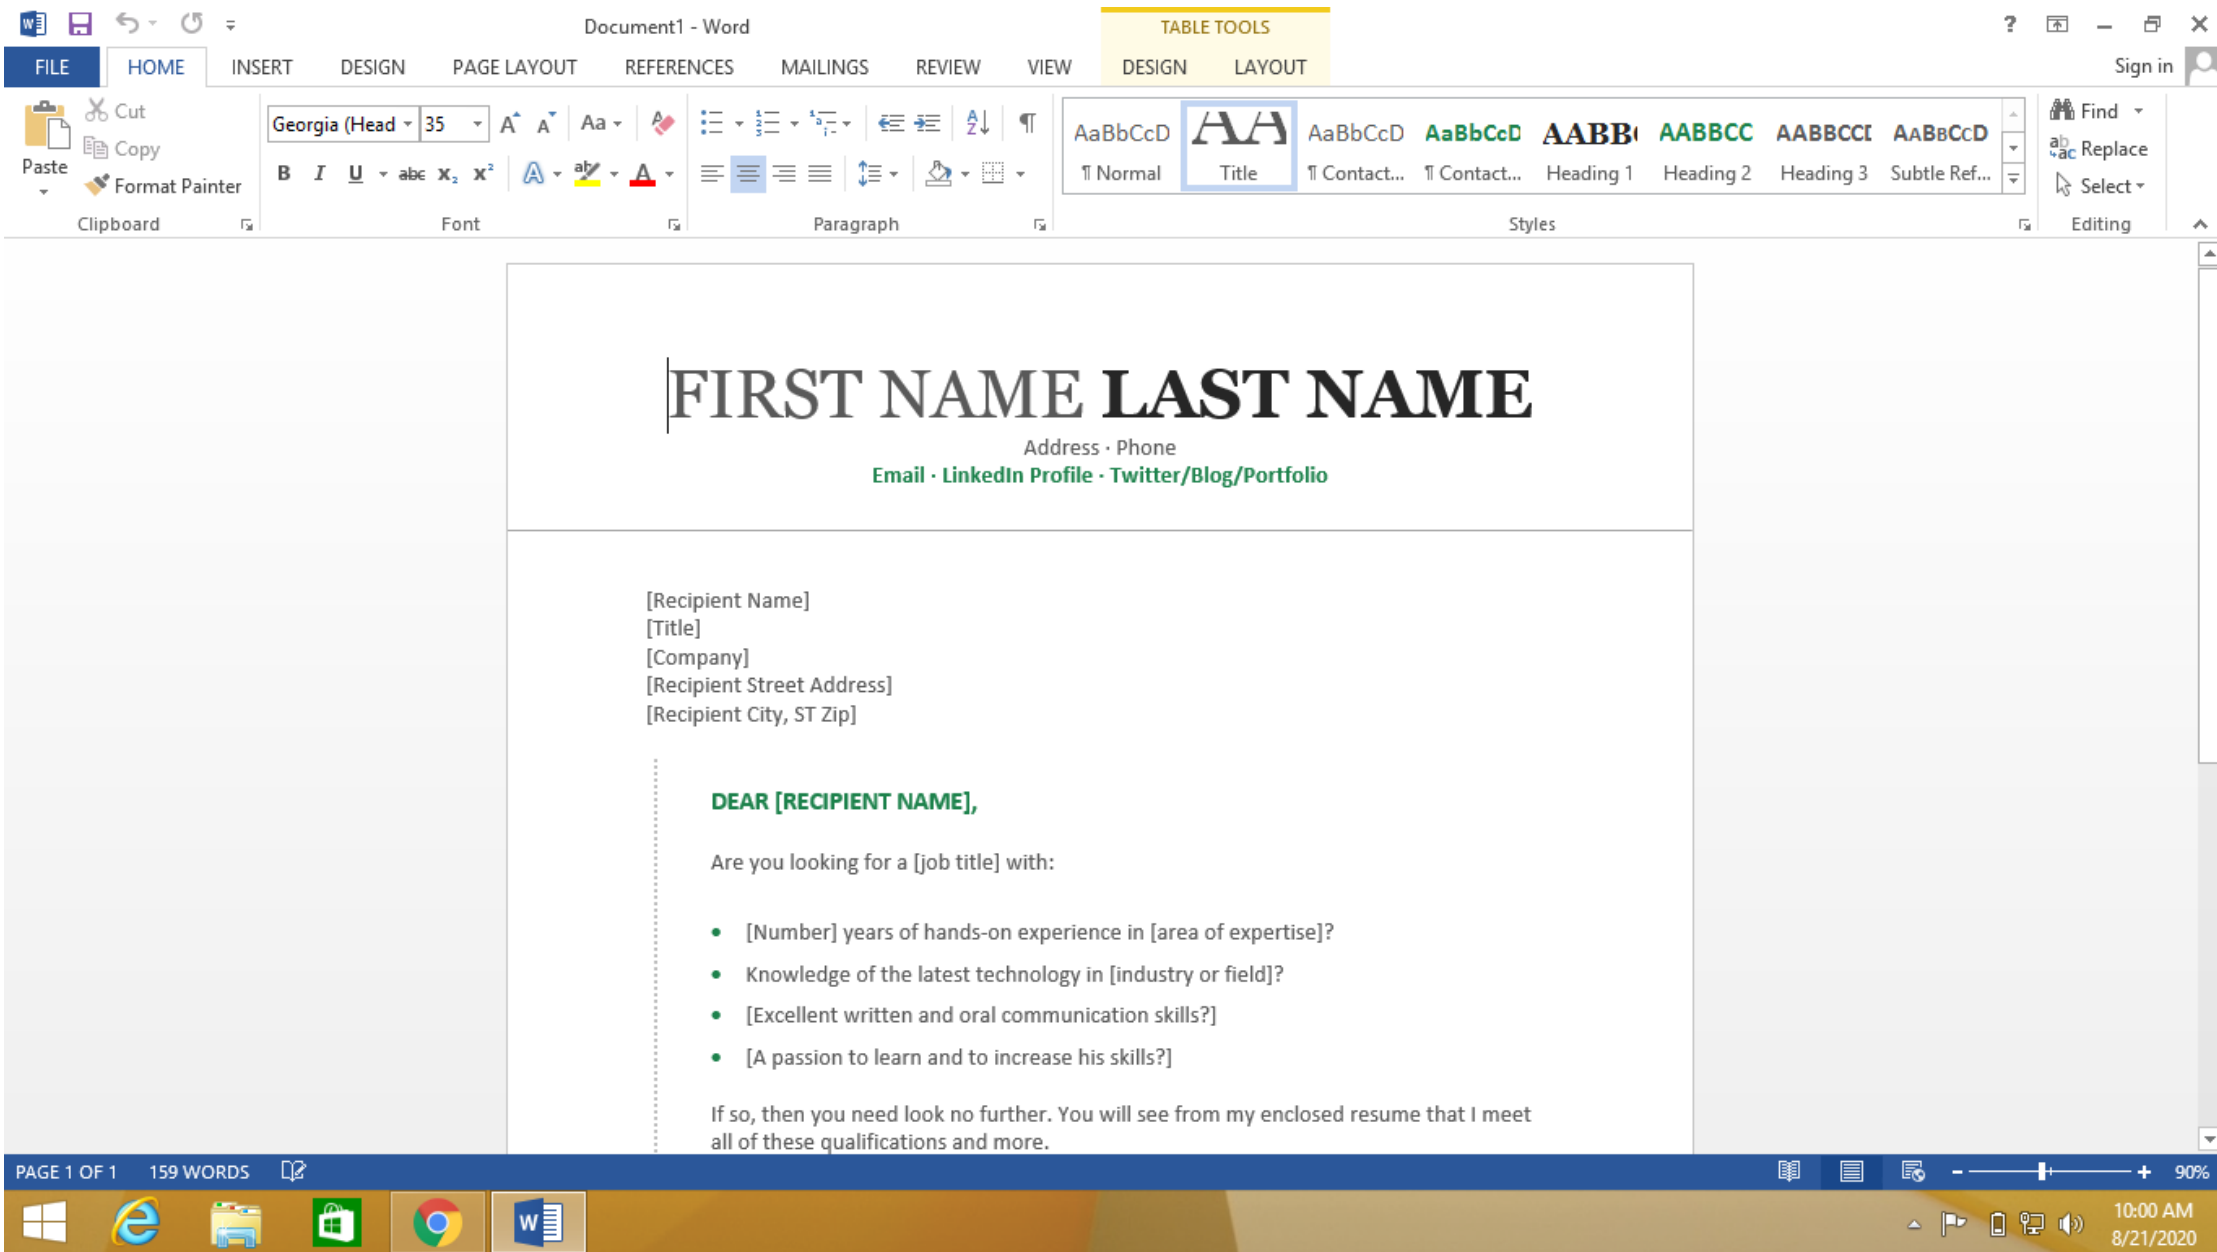 Document1 - Word
TABLE TOOLS
?
FILE HOME INSERT DESIGN PAGE LAYOUT REFERENCES MAILINGS REVIEW VIEW DESIGN LAYOUT
Sign in
Paste
Cut
Copy
Format Painter
Clipboard
Georgia (Head 35
Aa
B I U abc X₂ X²
Font
Paragraph
AaBbCcD
¶ Normal
AA
Title
AaBbCcD
¶ Contact...
AaBbCcD
¶ Contact...
AABB
Heading 1
AABBCC
Heading 2
AABBCC
Heading 3
AABBCCD
Subtle Ref...
Styles
Find
Replace
Select
Editing
FIRST NAME LAST NAME
Address · Phone
Email · LinkedIn Profile · Twitter/Blog/Portfolio
[Recipient Name]
[Title]
[Company]
[Recipient Street Address]
[Recipient City, ST Zip]
DEAR [RECIPIENT NAME],
Are you looking for a [job title] with:
• [Number] years of hands-on experience in [area of expertise]?
• Knowledge of the latest technology in [industry or field]?
• [Excellent written and oral communication skills?]
• [A passion to learn and to increase his skills?]
If so, then you need look no further. You will see from my enclosed resume that I meet
all of these qualifications and more.
PAGE 1 OF 1 159 WORDS
90%
10:00 AM
8/21/2020